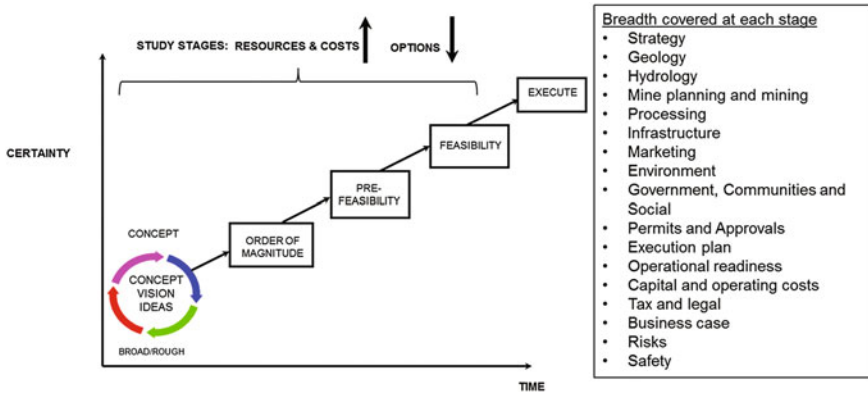 STUDY STAGES: RESOURCES & COSTS
OPTIONS
CERTAINTY
CONCEPT
CONCEPT
VISION
IDEAS
BROAD/ROUGH
ORDER OF
MAGNITUDE
PRE-
FEASIBILITY
FEASIBILITY
EXECUTE
TIME
Breadth covered at each stage
• Strategy
• Geology
• Hydrology
• Mine planning and mining
• Processing
• Infrastructure
• Marketing
• Environment
• Government, Communities and
Social
• Permits and Approvals
• Execution plan
• Operational readiness
• Capital and operating costs
• Tax and legal
• Business case
• Risks
• Safety